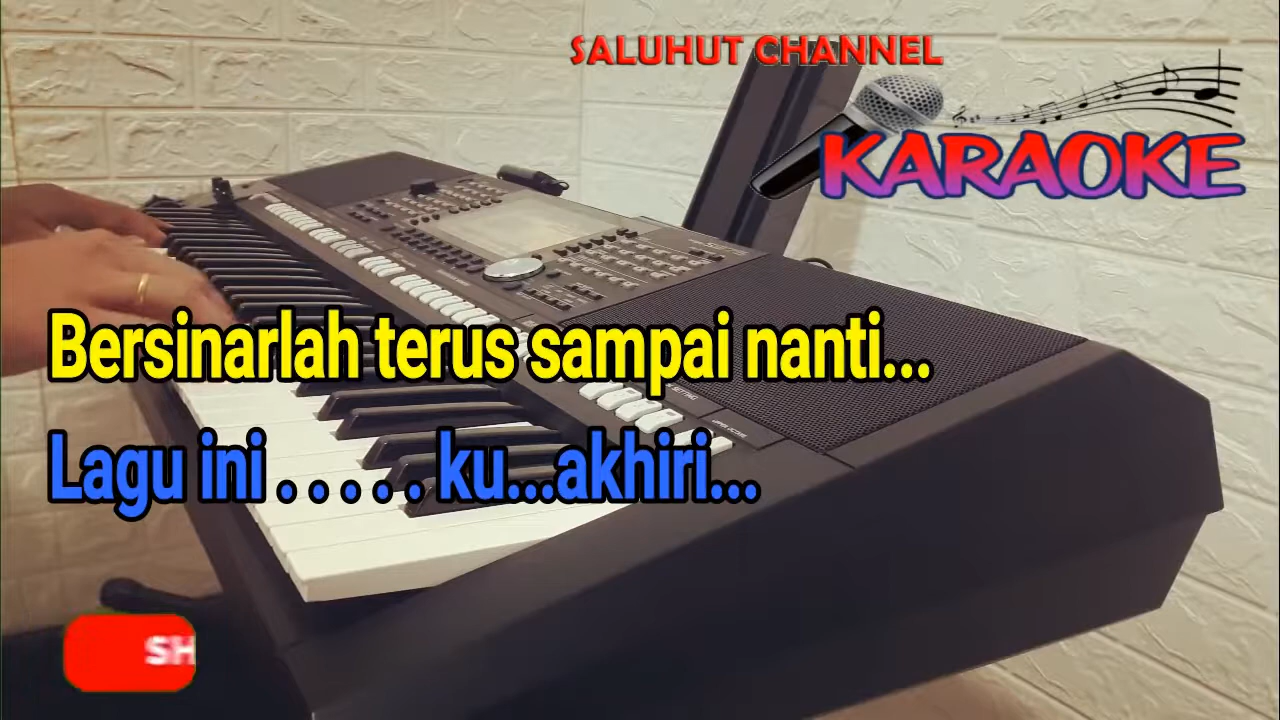 SALUHUT CHANNEL
KARAOKE
Bersinarlah terus sampai nanti...
Lagu ini . . . . . ku...akhiri...
SH